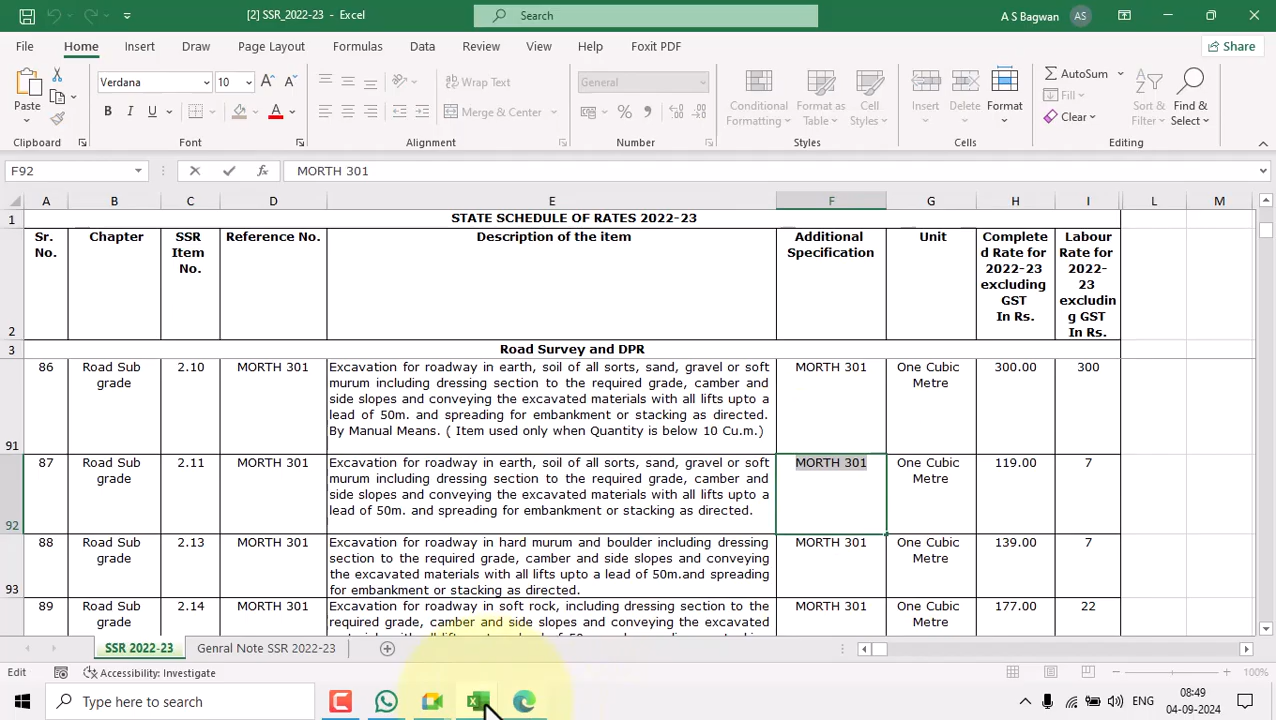 [2] SSR_2022-23 - Excel
Search
A S Bagwan
AS
File
Home
Insert
Draw
Page Layout
Formulas
Data
Review
View
Help
Foxit PDF
Share
Paste
Verdana
10
Wrap Text
Merge & Center
General
Conditional Formatting
Format as Table
Cell Styles
Insert
Delete
Format
AutoSum
Fill
Clear
Sort & Filter
Find & Select
Clipboard
Font
Alignment
Number
Styles
Cells
Editing
F92
MORTH 301
A B C D E F G H I L M
1
STATE SCHEDULE OF RATES 2022-23
Sr. No.
Chapter
SSR Item No.
Reference No.
Description of the item
Additional Specification
Unit
Complete
d Rate for
2022-23
excluding
GST
In Rs.
Labour
Rate for
2022-
23
excludin
g GST
In Rs.
2
3
Road Survey and DPR
86
Road Sub grade
2.10
MORTH 301
Excavation for roadway in earth, soil of all sorts, sand, gravel or soft
murum including dressing section to the required grade, camber and
side slopes and conveying the excavated materials with all lifts upto a
lead of 50m. and spreading for embankment or stacking as directed.
By Manual Means. ( Item used only when Quantity is below 10 Cu.m.)
MORTH 301
One Cubic Metre
300.00
300
91
87
Road Sub grade
2.11
MORTH 301
Excavation for roadway in earth, soil of all sorts, sand, gravel or soft
murum including dressing section to the required grade, camber and
side slopes and conveying the excavated materials with all lifts upto a
lead of 50m. and spreading for embankment or stacking as directed.
MORTH 301
One Cubic Metre
119.00
7
92
88
Road Sub grade
2.13
MORTH 301
Excavation for roadway in hard murum and boulder including dressing
section to the required grade, camber and side slopes and conveying
the excavated materials with all lifts upto a lead of 50m.and spreading
for embankment or stacking as directed.
MORTH 301
One Cubic Metre
139.00
7
93
89
Road Sub grade
2.14
MORTH 301
Excavation for roadway in soft rock, including dressing section to the
required grade, camber and side slopes and conveying the excavated
MORTH 301
One Cubic Metre
177.00
22
SSR 2022-23
Genral Note SSR 2022-23
Edit
Accessibility: Investigate
100%
Type here to search
ENG
08:49
04-09-2024